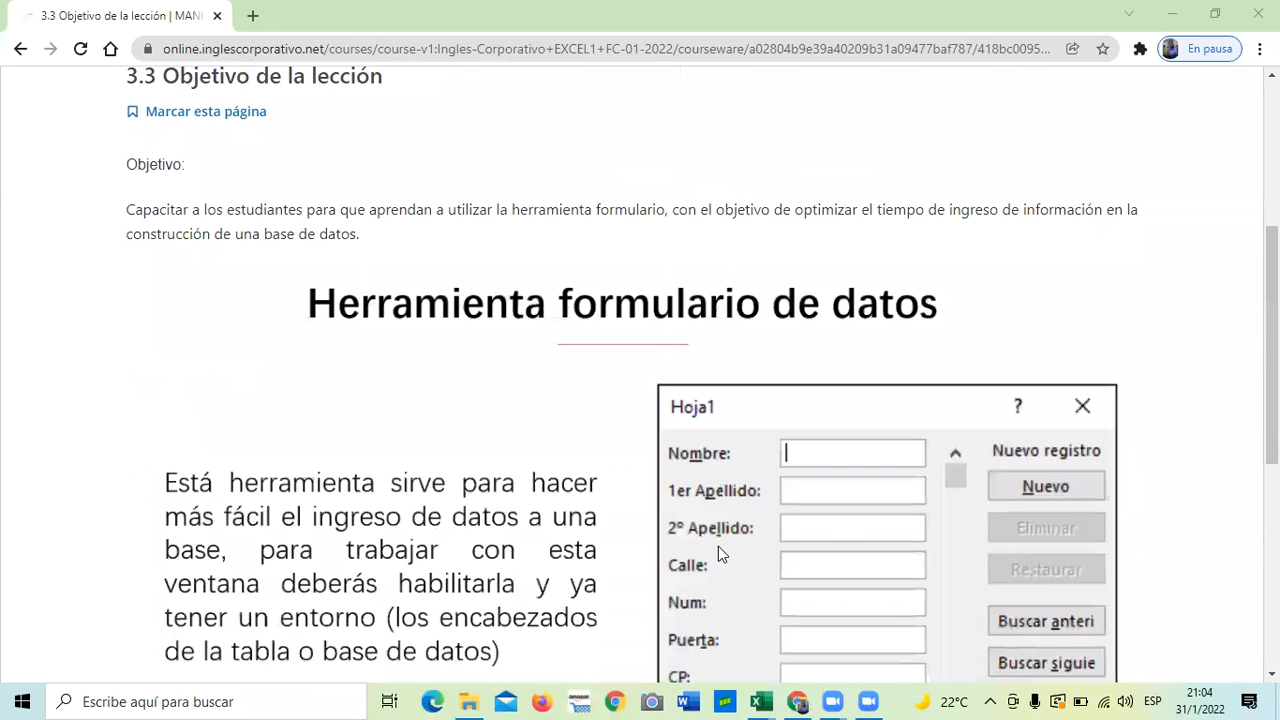 3.3 Objetivo de la lección | MANI
online.inglescorporativo.net/courses/course-v1:Ingles-Corporativo+EXCEL1+FC-01-2022/courseware/a02804b9e39a40209b31a09477baf787/418bc0095...
En pausa
3.3 Objetivo de la lección
Marcar esta página
Objetivo:
Capacitar a los estudiantes para que aprendan a utilizar la herramienta formulario, con el objetivo de optimizar el tiempo de ingreso de información en la
construcción de una base de datos.
Herramienta formulario de datos
Está herramienta sirve para hacer
más fácil el ingreso de datos a una
base, para trabajar con esta
ventana deberás habilitarla y ya
tener un entorno (los encabezados
de la tabla o base de datos)
Hoja1 ?
Nombre:
1er Apellido:
2º Apellido:
Calle:
Num:
Puerta:
CP:
Nuevo registro
Nuevo
Eliminar
Restaurar
Buscar anteri
Buscar siguie
Escribe aquí para buscar
22°C
ESP
21:04
31/1/2022